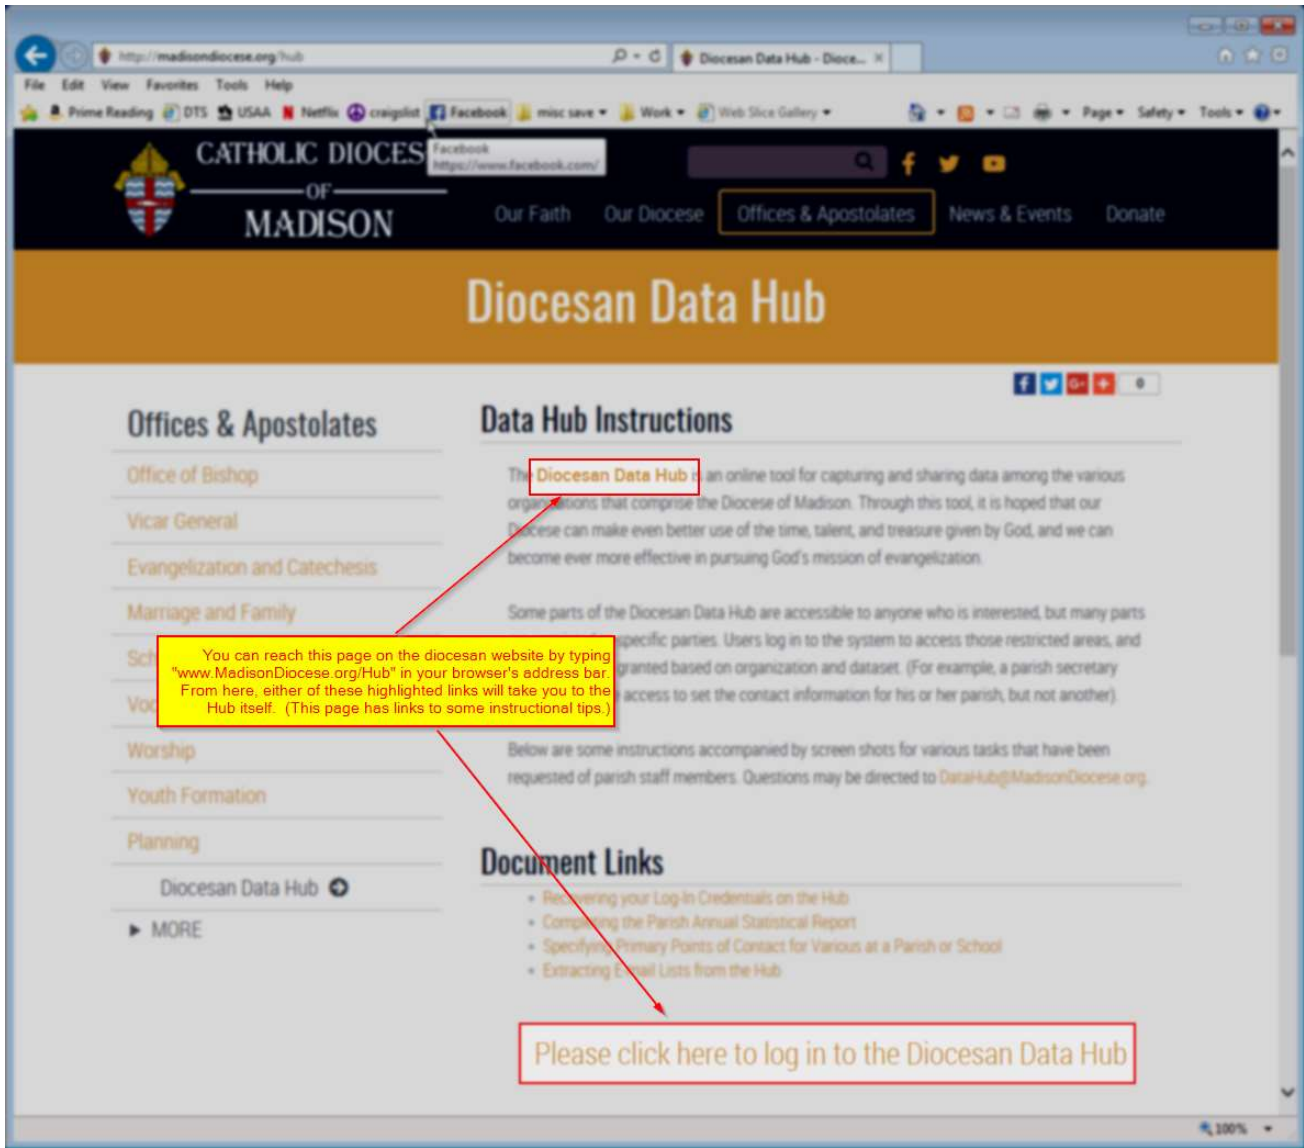 http://madisondiocese.org/hub
Diocesan Data Hub - Dioce...
File Edit View Favorites Tools Help
Prime Reading DTS USAA Netflix craigslist Facebook misc save Work Web Slice Gallery Page Safety Tools
Facebook
https://www.facebook.com/
CATHOLIC DIOCES
OF
MADISON
Our Faith Our Diocese Offices & Apostolates News & Events Donate
Diocesan Data Hub
0
Offices & Apostolates
Office of Bishop
Vicar General
Evangelization and Catechesis
Marriage and Family
Sch
Voc
Worship
Youth Formation
Planning
Diocesan Data Hub
MORE
Data Hub Instructions
The Diocesan Data Hub is an online tool for capturing and sharing data among the various
organizations that comprise the Diocese of Madison. Through this tool, it is hoped that our
Diocese can make even better use of the time, talent, and treasure given by God, and we can
become ever more effective in pursuing God's mission of evangelization.
Some parts of the Diocesan Data Hub are accessible to anyone who is interested, but many parts
specific parties. Users log in to the system to access those restricted areas, and
granted based on organization and dataset. (For example, a parish secretary
access to set the contact information for his or her parish, but not another).
You can reach this page on the diocesan website by typing
"www.MadisonDiocese.org/Hub" in your browser's address bar.
From here, either of these highlighted links will take you to the
Hub itself. (This page has links to some instructional tips.)
Below are some instructions accompanied by screen shots for various tasks that have been
requested of parish staff members. Questions may be directed to DataHub@MadisonDiocese.org.
Document Links
Recovering your Log-In Credentials on the Hub
Completing the Parish Annual Statistical Report
Specifying Primary Points of Contact for Various at a Parish or School
Extracting E-mail Lists from the Hub
Please click here to log in to the Diocesan Data Hub
100%